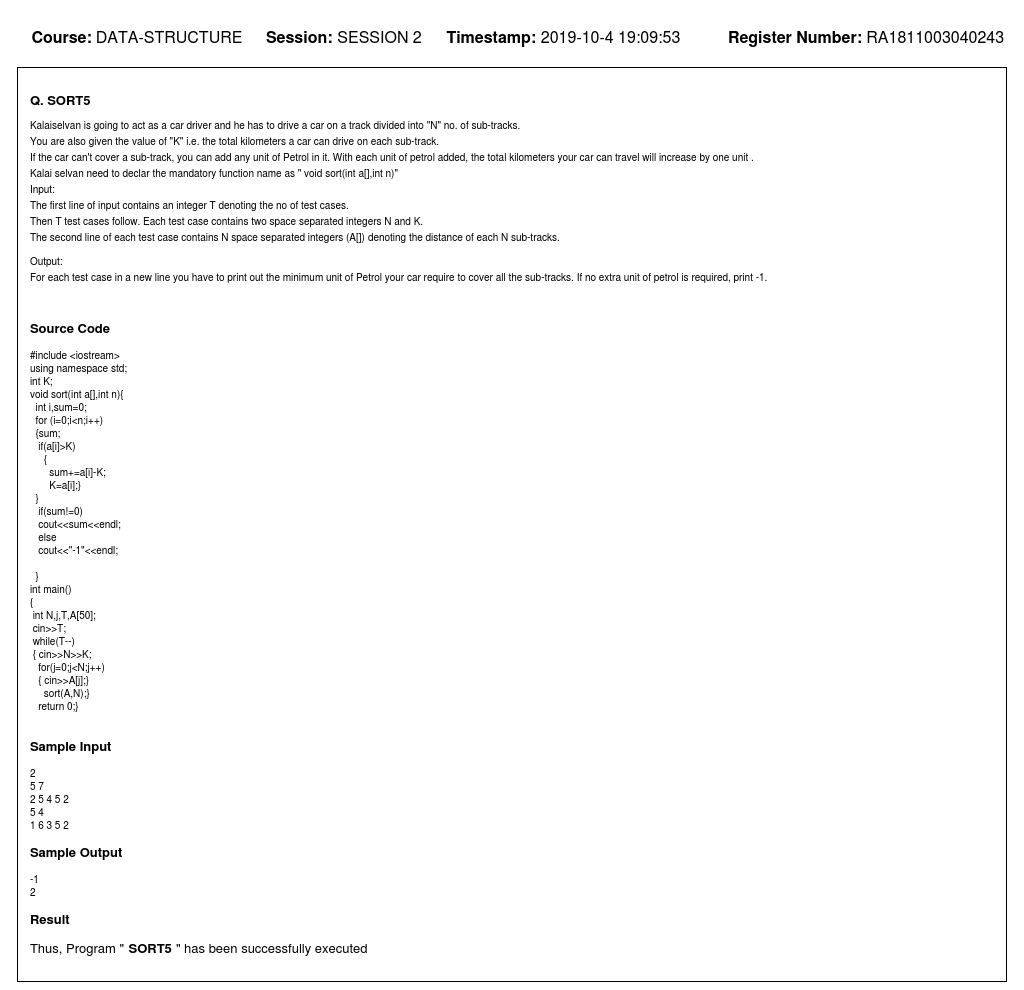 Course: DATA-STRUCTURE Session: SESSION 2 Timestamp: 2019-10-4 19:09:53 Register Number: RA1811003040243
Q. SORT5
Kalaiselvan is going to act as a car driver and he has to drive a car on a track divided into "N" no. of sub-tracks.
You are also given the value of "K" i.e. the total kilometers a car can drive on each sub-track.
If the car can't cover a sub-track, you can add any unit of Petrol in it. With each unit of petrol added, the total kilometers your car can travel will increase by one unit .
Kalai selvan need to declar the mandatory function name as " void sort(int a[],int n)"
Input:
The first line of input contains an integer T denoting the no of test cases.
Then T test cases follow. Each test case contains two space separated integers N and K.
The second line of each test case contains N space separated integers (A[]) denoting the distance of each N sub-tracks.
Output:
For each test case in a new line you have to print out the minimum unit of Petrol your car require to cover all the sub-tracks. If no extra unit of petrol is required, print -1.
Source Code
#include <iostream>
using namespace std;
int K;
void sort(int a[],int n){
int i,sum=0;
for (i=0;i<n;i++)
{sum;
if(a[i]>K)
{
sum+=a[i]-K;
K=a[i];}
}
if(sum!=0)
cout<<sum<<endl;
else
cout<<"-1"<<endl;
}
int main()
{
int N,j,T,A[50];
cin>>T;
while(T--)
{ cin>>N>>K;
for(j=0;j<N;j++)
{ cin>>A[j];}
sort(A,N);}
return 0;}
Sample Input
2
5 7
2 5 4 5 2
5 4
1 6 3 5 2
Sample Output
-1
2
Result
Thus, Program " SORT5 " has been successfully executed